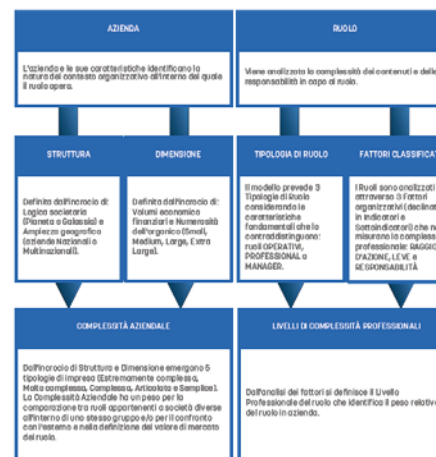 AZIENDA
L'azienda e le sue caratteristiche identificano la
natura del contesto organizzativo all'interno del quale
il ruolo opera.
RUOLO
Viene analizzata la complessità dei contenuti e delle
responsabilità in capo al ruolo.
STRUTTURA
Definita dall'incrocio di:
Logica societaria
(Pianeta o Galassia) e
Ampiezza geografica
(aziende Nazionali o
Multinazionali).
DIMENSIONE
Definita dall'incrocio di:
Volumi economico
finanziari e Numerosità
dell'organico (Small,
Medium, Large, Extra
Large).
TIPOLOGIA DI RUOLO
Il modello prevede 3
Tipologie di Ruolo
considerando le
caratteristiche
fondamentali che lo
contraddistinguono:
ruoli OPERATIVI,
PROFESSIONAL o
MANAGER.
FATTORI CLASSIFICAT
I Ruoli sono analizzati
attraverso 3 Fattori
organizzativi (declinat
in Indicatori e
Sottoindicatori) che ne
misurano la compless
professionale: RAGGIO
D'AZIONE, LEVE e
RESPONSABILITÀ
COMPLESSITÀ AZIENDALE
Dall'incrocio di Struttura e Dimensione emergono 5
tipologie di impresa (Estremamente complessa,
Molto complessa, Complessa, Articolata e Semplice).
La Complessità Aziendale ha un peso per la
comparazione tra ruoli appartenenti a società diverse
all'interno di uno stesso gruppo e/o per il confronto
con l'esterno e nella definizione del valore di mercato
del ruolo.
LIVELLI DI COMPLESSITÀ PROFESSIONALI
Dall'analisi dei fattori si definisce il Livello
Professionale del ruolo che identifica il peso relativo
del ruolo in azienda.